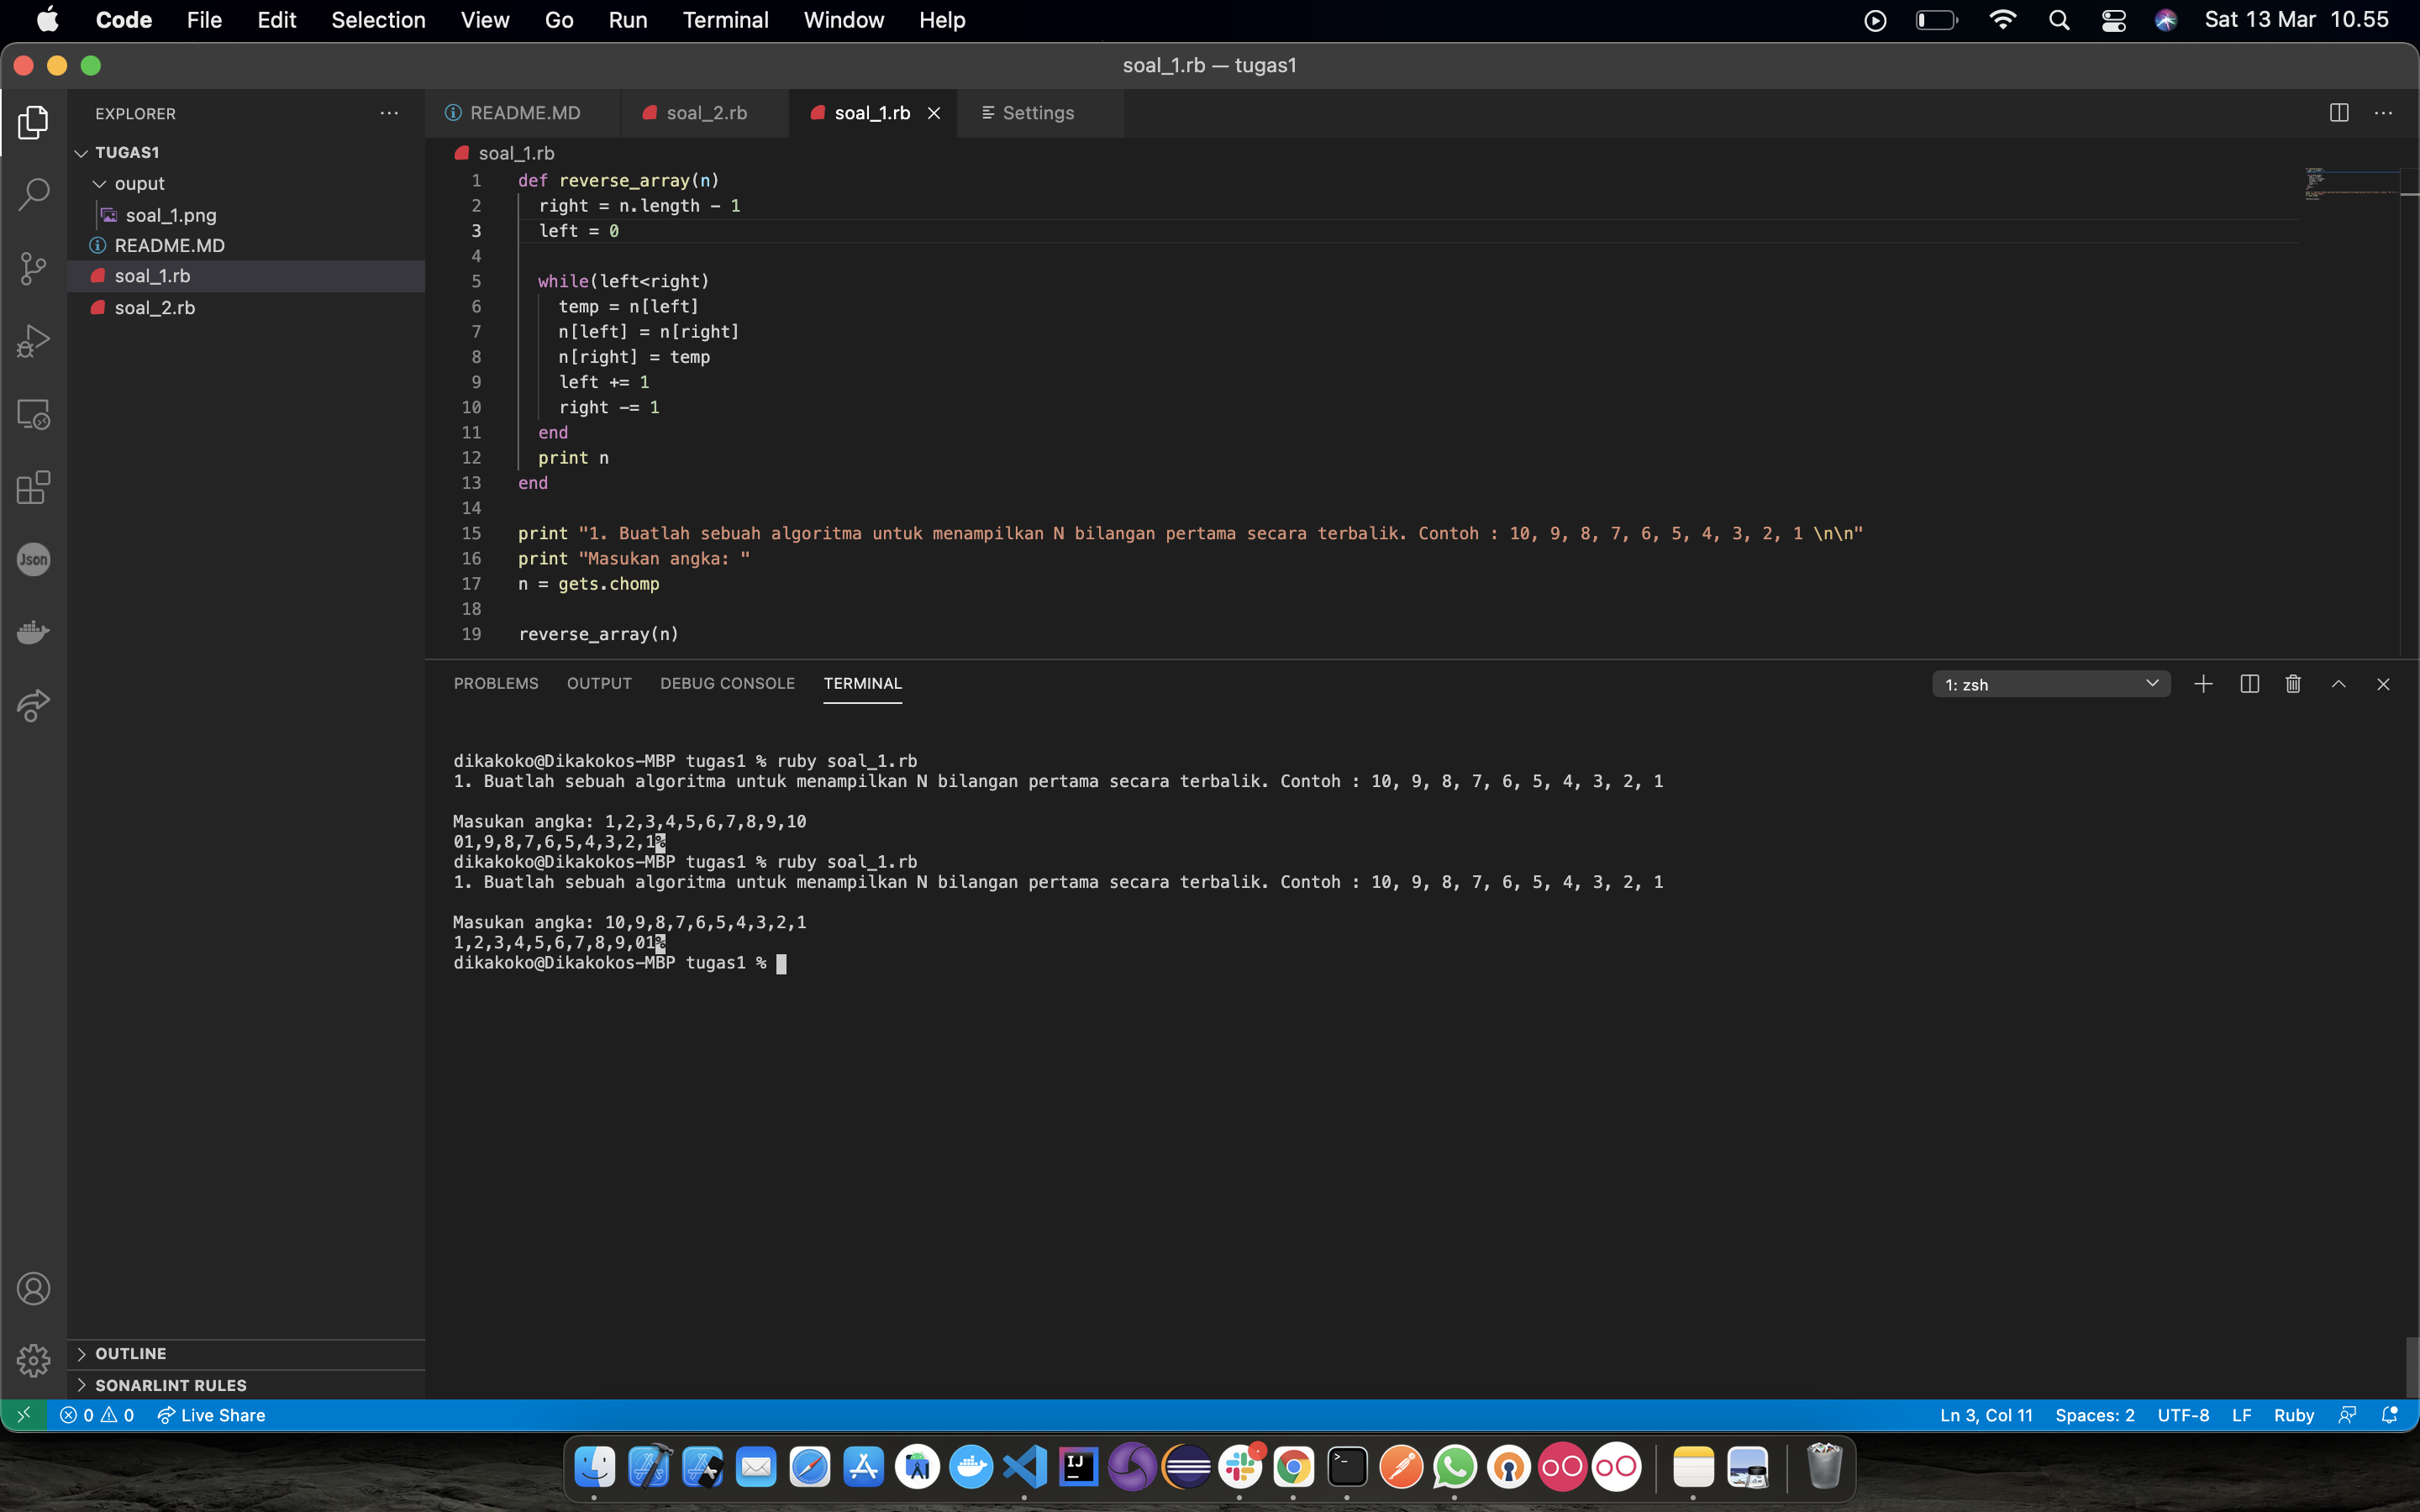 Code File Edit Selection View Go Run Terminal Window Help Sat 13 Mar 10.55
soal_1.rb — tugas1
EXPLORER
TUGAS1
ouput
soal_1.png
README.MD
soal_1.rb
soal_2.rb
OUTLINE
SONARLINT RULES
Json
README.MD soal_2.rb soal_1.rb Settings
soal_1.rb
1 def reverse_array(n)
2 right = n.length - 1
3 left = 0
4
5 while(left<right)
6 temp = n[left]
7 n[left] = n[right]
8 n[right] = temp
9 left += 1
10 right -= 1
11 end
12 print n
13 end
14
15 print "1. Buatlah sebuah algoritma untuk menampilkan N bilangan pertama secara terbalik. Contoh : 10, 9, 8, 7, 6, 5, 4, 3, 2, 1 \n\n"
16 print "Masukan angka: "
17 n = gets.chomp
18
19 reverse_array(n)
PROBLEMS OUTPUT DEBUG CONSOLE TERMINAL 1: zsh
dikakoko@Dikakokos-MBP tugas1 % ruby soal_1.rb
1. Buatlah sebuah algoritma untuk menampilkan N bilangan pertama secara terbalik. Contoh : 10, 9, 8, 7, 6, 5, 4, 3, 2, 1
Masukan angka: 1,2,3,4,5,6,7,8,9,10
01,9,8,7,6,5,4,3,2,1%
dikakoko@Dikakokos-MBP tugas1 % ruby soal_1.rb
1. Buatlah sebuah algoritma untuk menampilkan N bilangan pertama secara terbalik. Contoh : 10, 9, 8, 7, 6, 5, 4, 3, 2, 1
Masukan angka: 10,9,8,7,6,5,4,3,2,1
1,2,3,4,5,6,7,8,9,01%
dikakoko@Dikakokos-MBP tugas1 %
0 0 Live Share Ln 3, Col 11 Spaces: 2 UTF-8 LF Ruby
IJ